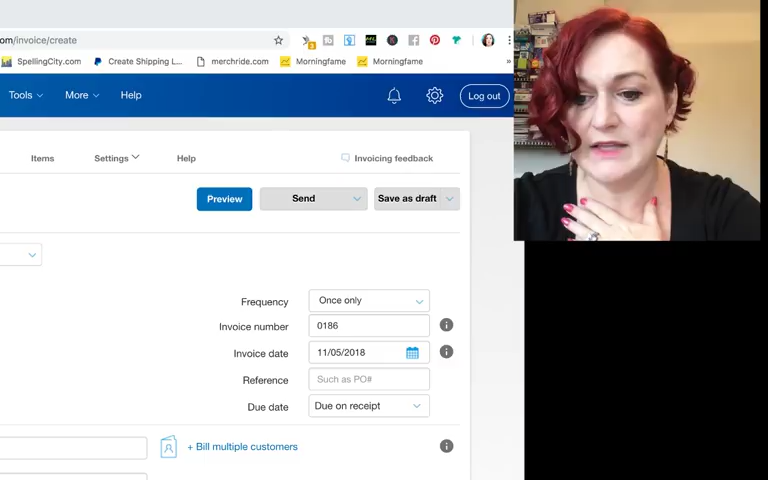 om/invoice/create
SpellingCity.com Create Shipping L... merchride.com Morningfame Morningfame »
Tools More Help Log out
Items Settings Help Invoicing feedback
Preview Send Save as draft
Frequency Once only
Invoice number 0186
Invoice date 11/05/2018
Reference Such as PO#
Due date Due on receipt
+ Bill multiple customers